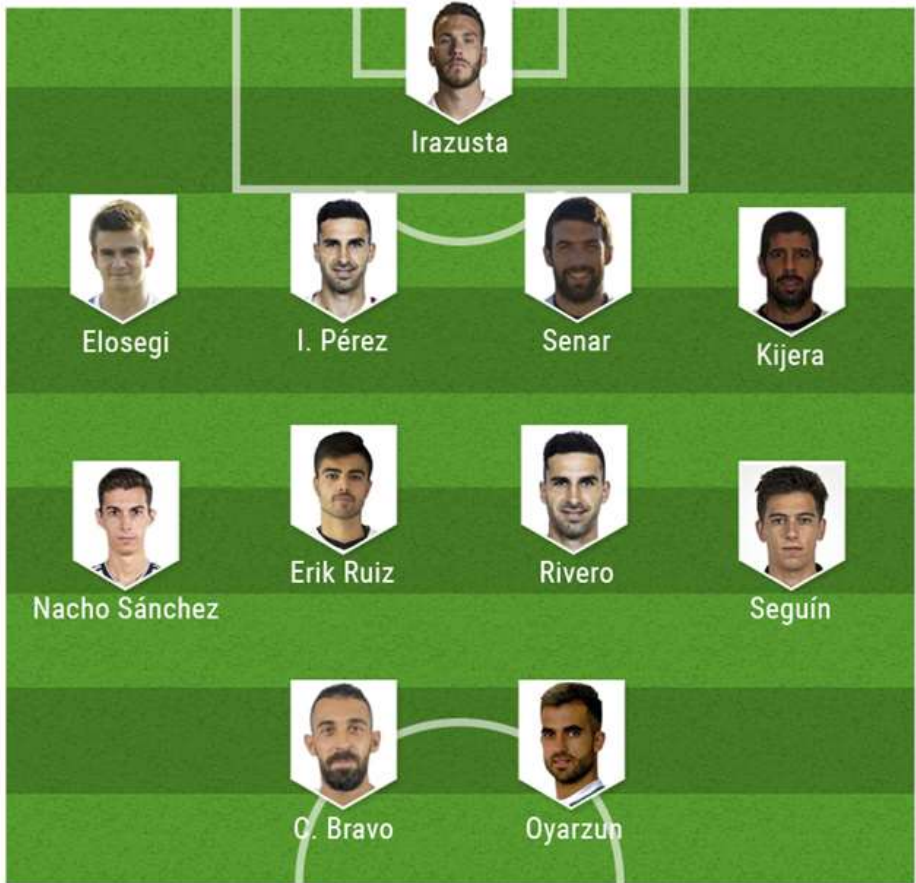 Irazusta
Elosegi
I. Pérez
Senar
Kijera
Nacho Sánchez
Erik Ruiz
Rivero
Seguín
C. Bravo
Oyarzun